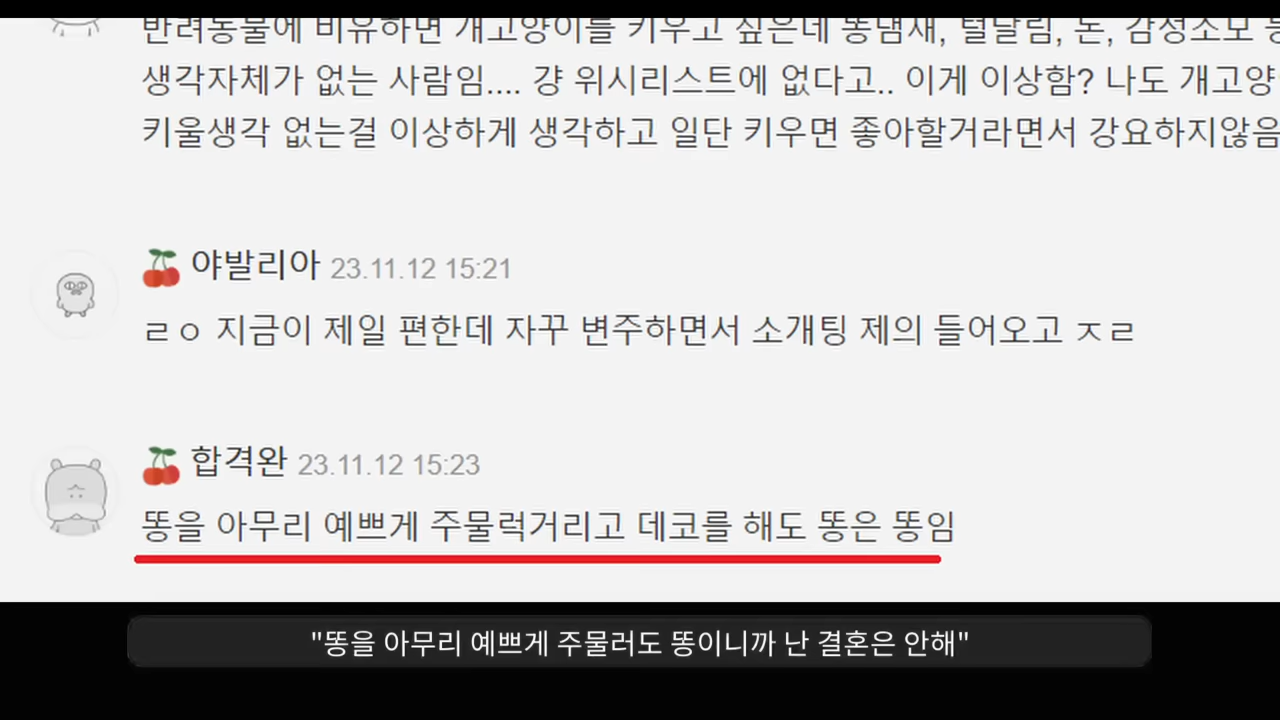 반려동물에 비유하면 개고양이를 키우고 싶은데 똥냄새, 털날림, 돈, 감정소모
생각자체가 없는 사람임.... 걍 위시리스트에 없다고.. 이게 이상함? 나도 개고양
키울생각 없는걸 이상하게 생각하고 일단 키우면 좋아할거라면서 강요하지않음
야발리아 23.11.12 15:21
ㄹㅇ 지금이 제일 편한데 자꾸 변주하면서 소개팅 제의 들어오고 ㅈㄹ
합격완 23.11.12 15:23
똥을 아무리 예쁘게 주물럭거리고 데코를 해도 똥은 똥임
"똥을 아무리 예쁘게 주물러도 똥이니까 난 결혼은 안해"